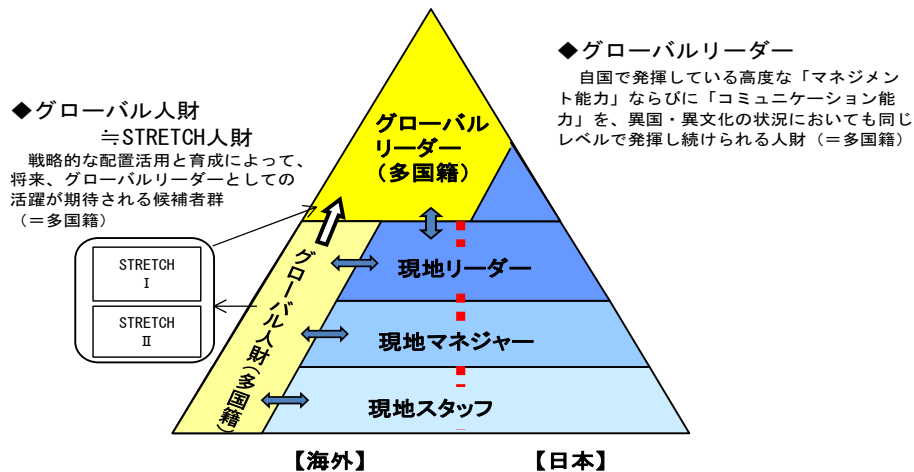 ◆グローバルリーダー
自国で発揮している高度な「マネジメン
ト能力」ならびに「コミュニケーション能
力」を、異国・異文化の状況においても同じ
レベルで発揮し続けられる人財（＝多国籍）
◆グローバル人財
≒STRETCH人財
戦略的な配置活用と育成によって、
将来、グローバルリーダーとしての
活躍が期待される候補者群
（＝多国籍）
STRETCH
Ⅰ
STRETCH
Ⅱ
グローバル
リーダー
（多国籍）
グローバル人財（多国籍）
現地リーダー
現地マネジャー
現地スタッフ
【海外】
【日本】